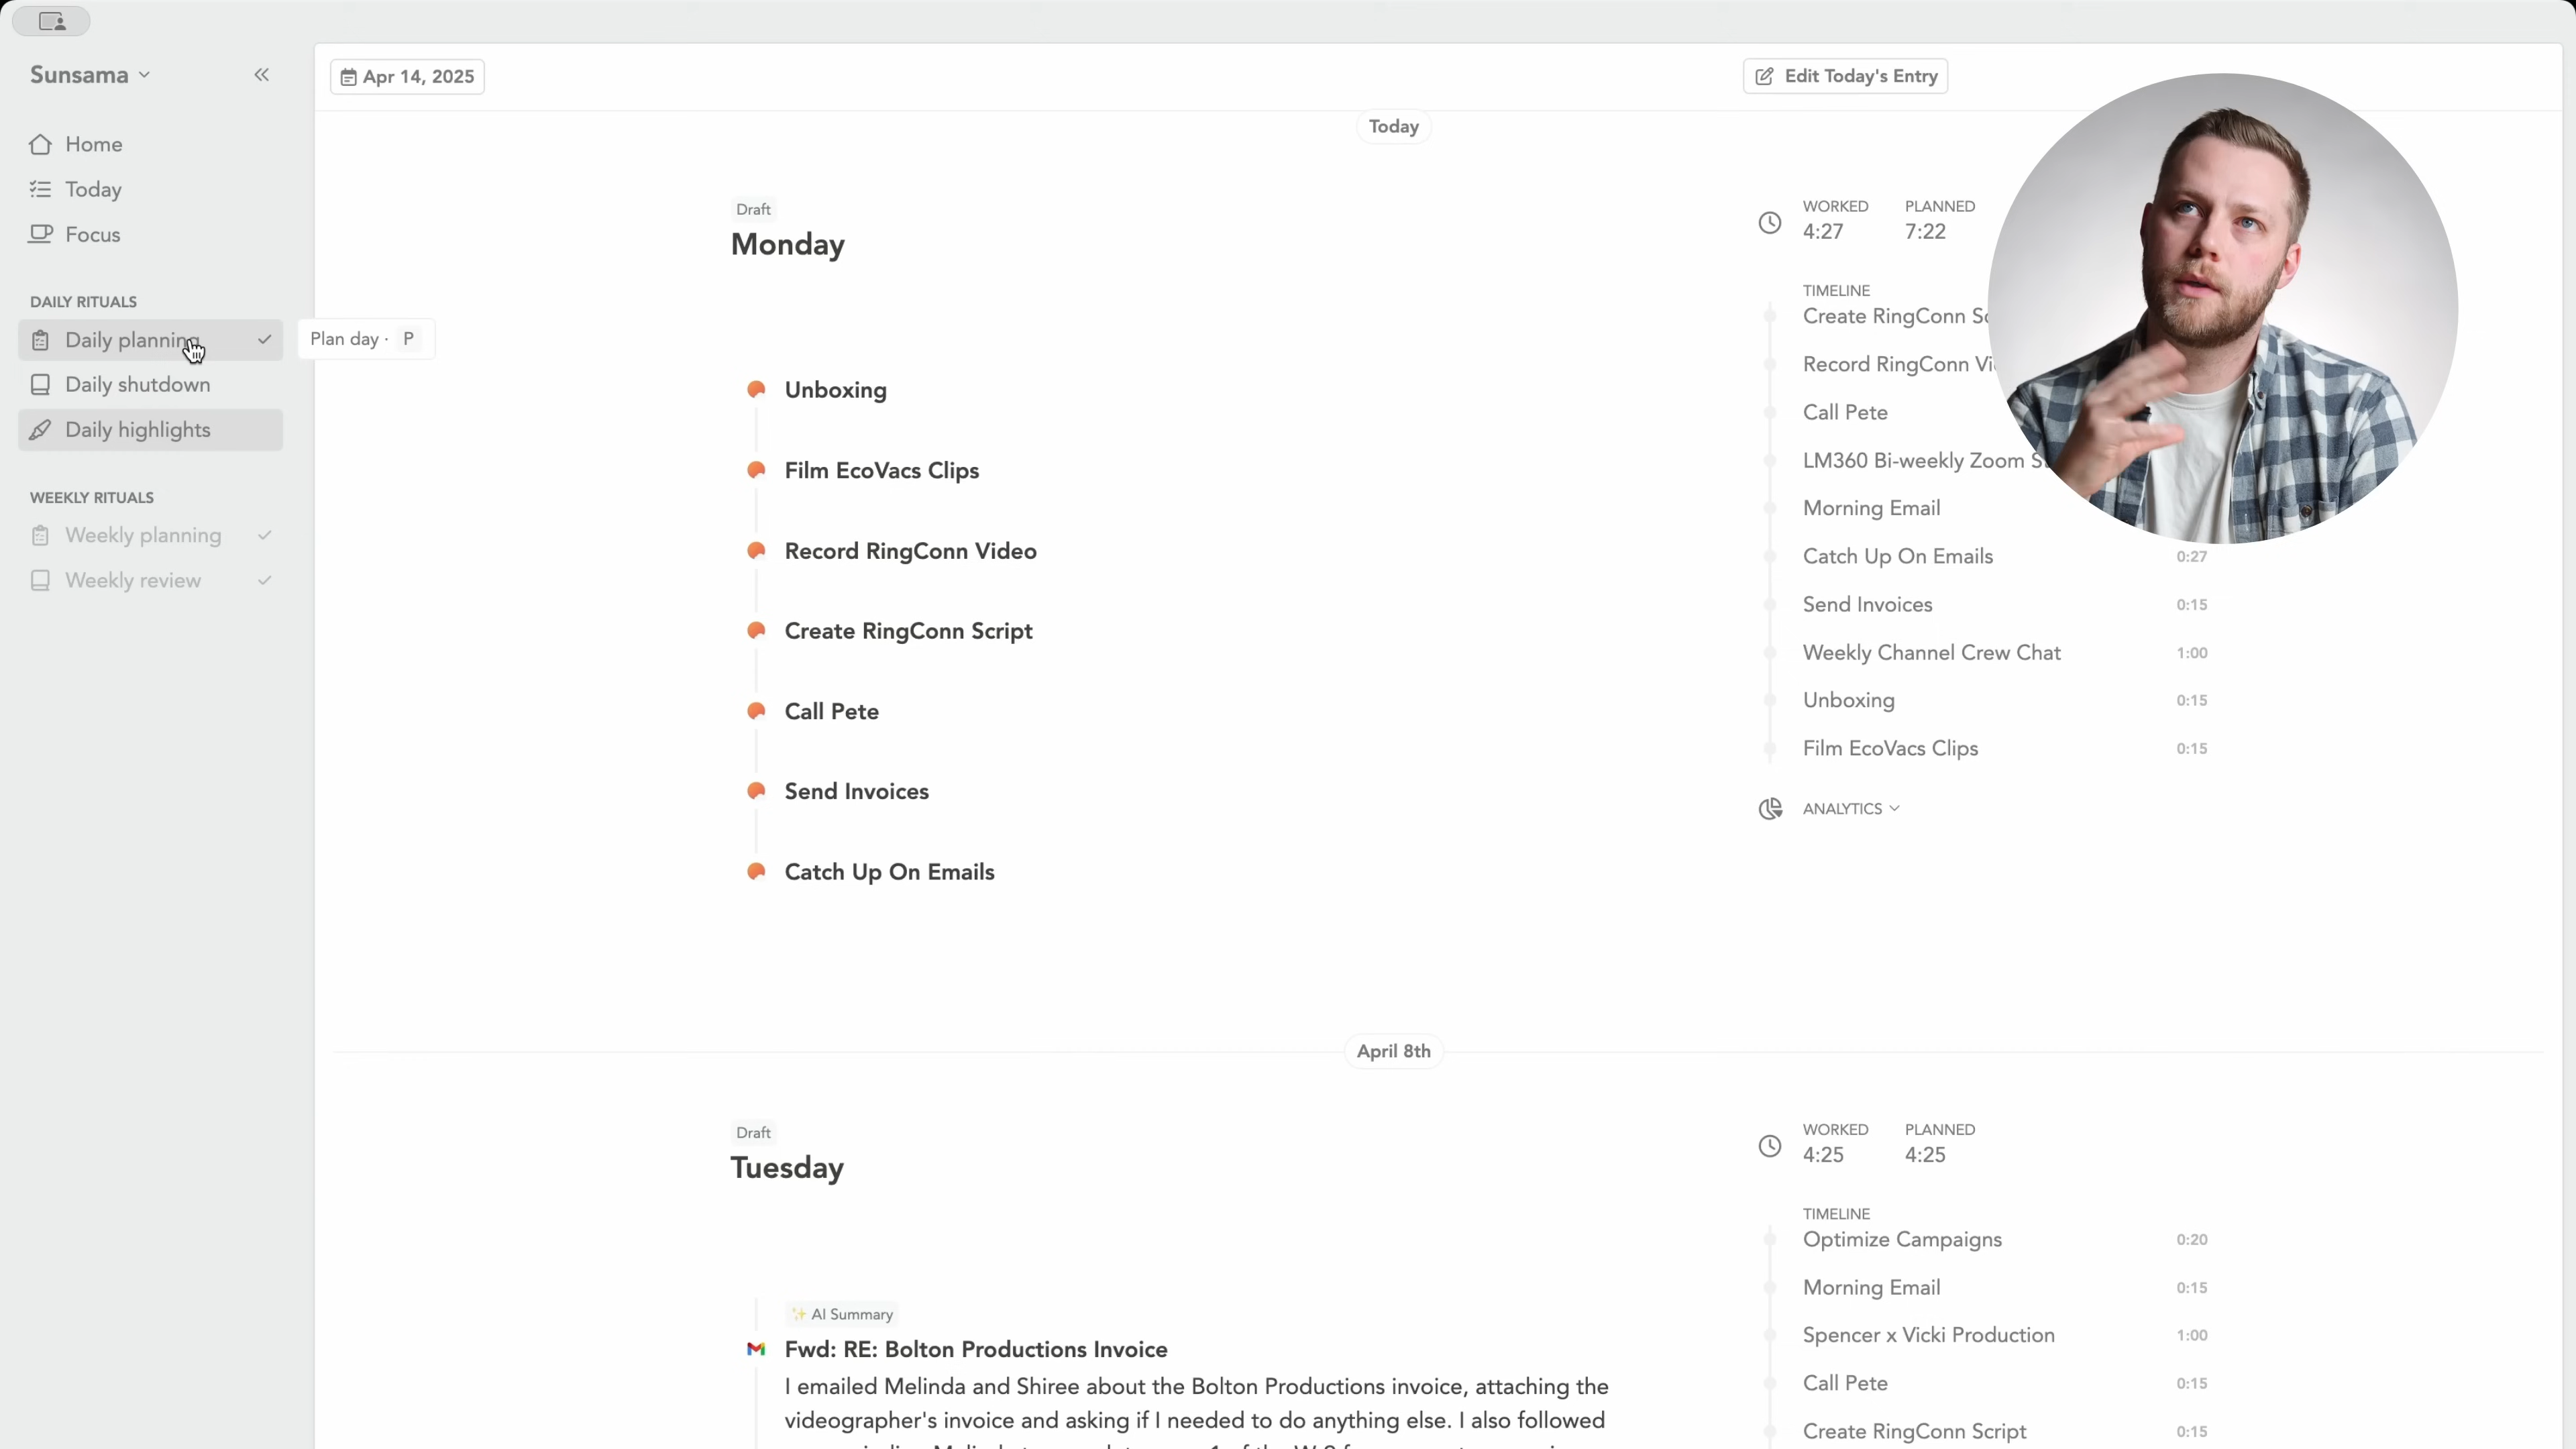 Sunsama
Home
Today
Focus
DAILY RITUALS
Daily planning
Plan day · P
Daily shutdown
Daily highlights
WEEKLY RITUALS
Weekly planning
Weekly review
Apr 14, 2025
Edit Today's Entry
Today
Draft
Monday
Unboxing
Film EcoVacs Clips
Record RingConn Video
Create RingConn Script
Call Pete
Send Invoices
Catch Up On Emails
WORKED PLANNED
4:27 7:22
TIMELINE
Create RingConn
Record RingConn
Call Pete
LM360 Bi-weekly Zoom
Morning Email
Catch Up On Emails 0:27
Send Invoices 0:15
Weekly Channel Crew Chat 1:00
Unboxing 0:15
Film EcoVacs Clips 0:15
ANALYTICS
April 8th
Draft
Tuesday
AI Summary
Fwd: RE: Bolton Productions Invoice
I emailed Melinda and Shiree about the Bolton Productions invoice, attaching the
videographer's invoice and asking if I needed to do anything else. I also followed
WORKED PLANNED
4:25 4:25
TIMELINE
Optimize Campaigns 0:20
Morning Email 0:15
Spencer x Vicki Production 1:00
Call Pete 0:15
Create RingConn Script 0:15